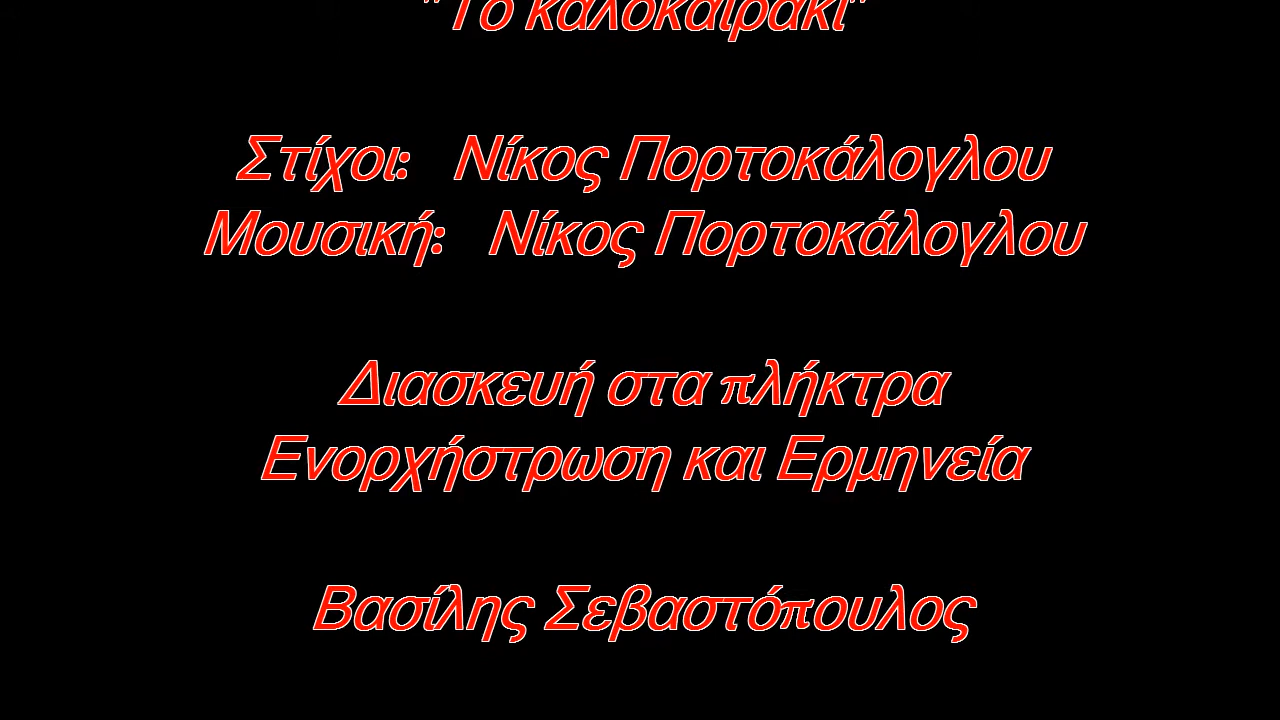 "Το καλοκαιράκι"
Στίχοι: Νίκος Πορτοκάλογλου
Μουσική: Νίκος Πορτοκάλογλου
Διασκευή στα πλήκτρα
Ενορχήστρωση και Ερμηνεία
Βασίλης Σεβαστόπουλος